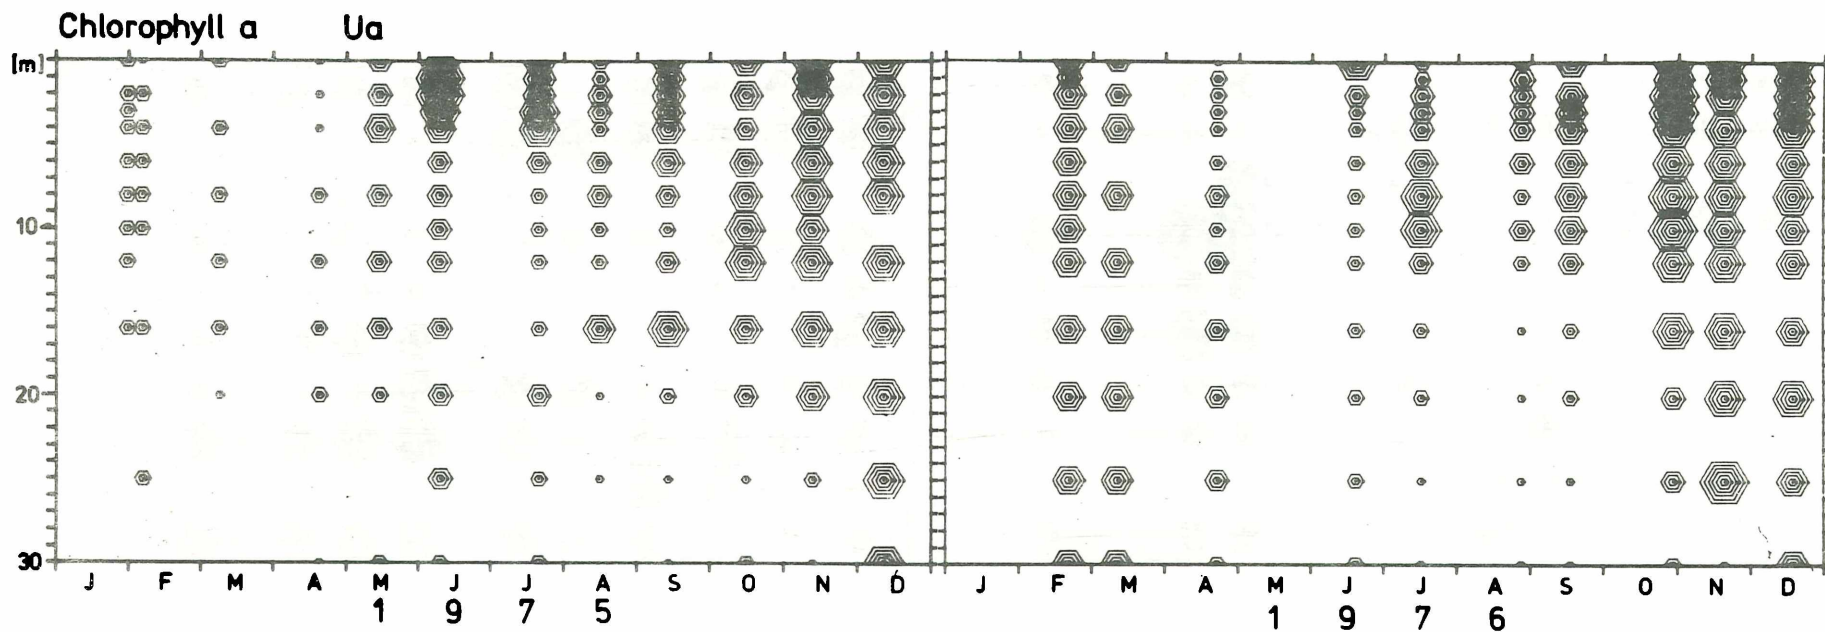 Chlorophyll a Ua
[m]
10
20
30
J F M A M J J A S O N D J F M A M J J A S O N D
1 9 7 5 1 9 7 6